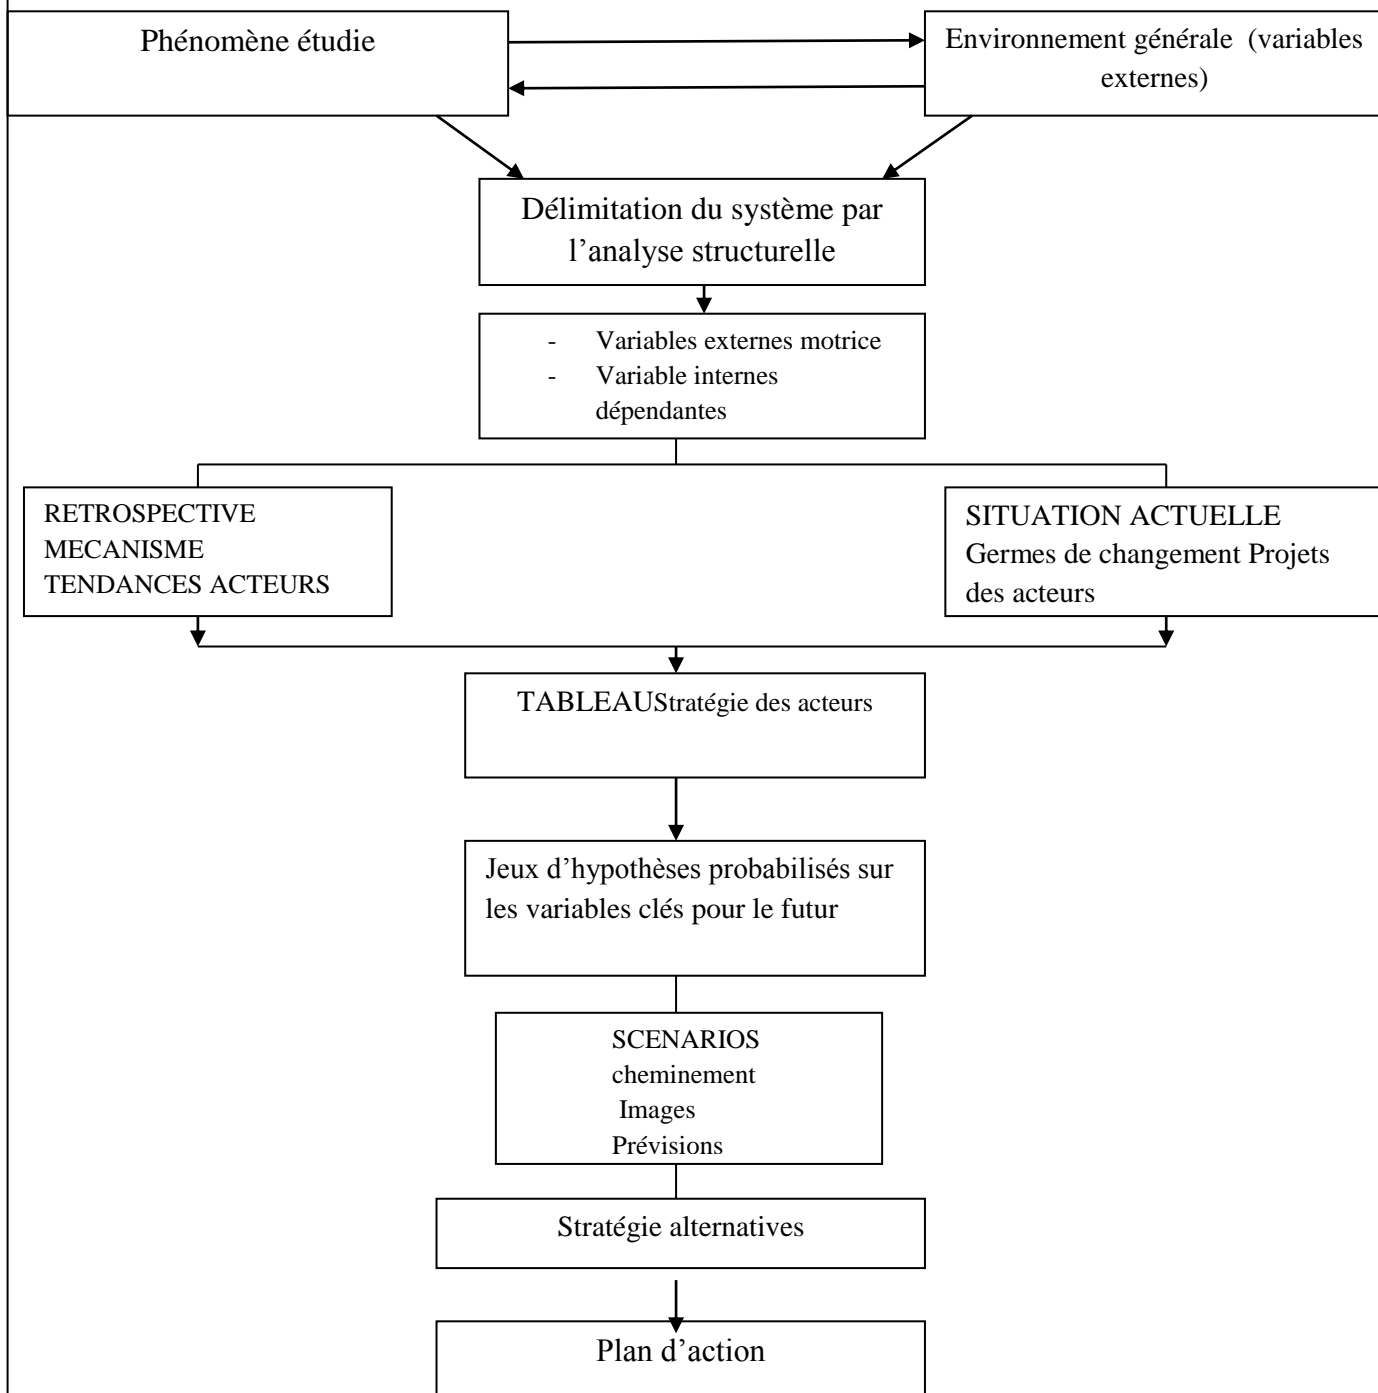 Phénomène étudie
Environnement générale (variables
externes)
Délimitation du système par
l’analyse structurelle
- Variables externes motrice
- Variable internes
dépendantes
RETROSPECTIVE
MECANISME
TENDANCES ACTEURS
SITUATION ACTUELLE
Germes de changement Projets
des acteurs
TABLEAUStratégie des acteurs
Jeux d’hypothèses probabilisés sur
les variables clés pour le futur
SCENARIOS
cheminement
Images
Prévisions
Stratégie alternatives
Plan d’action